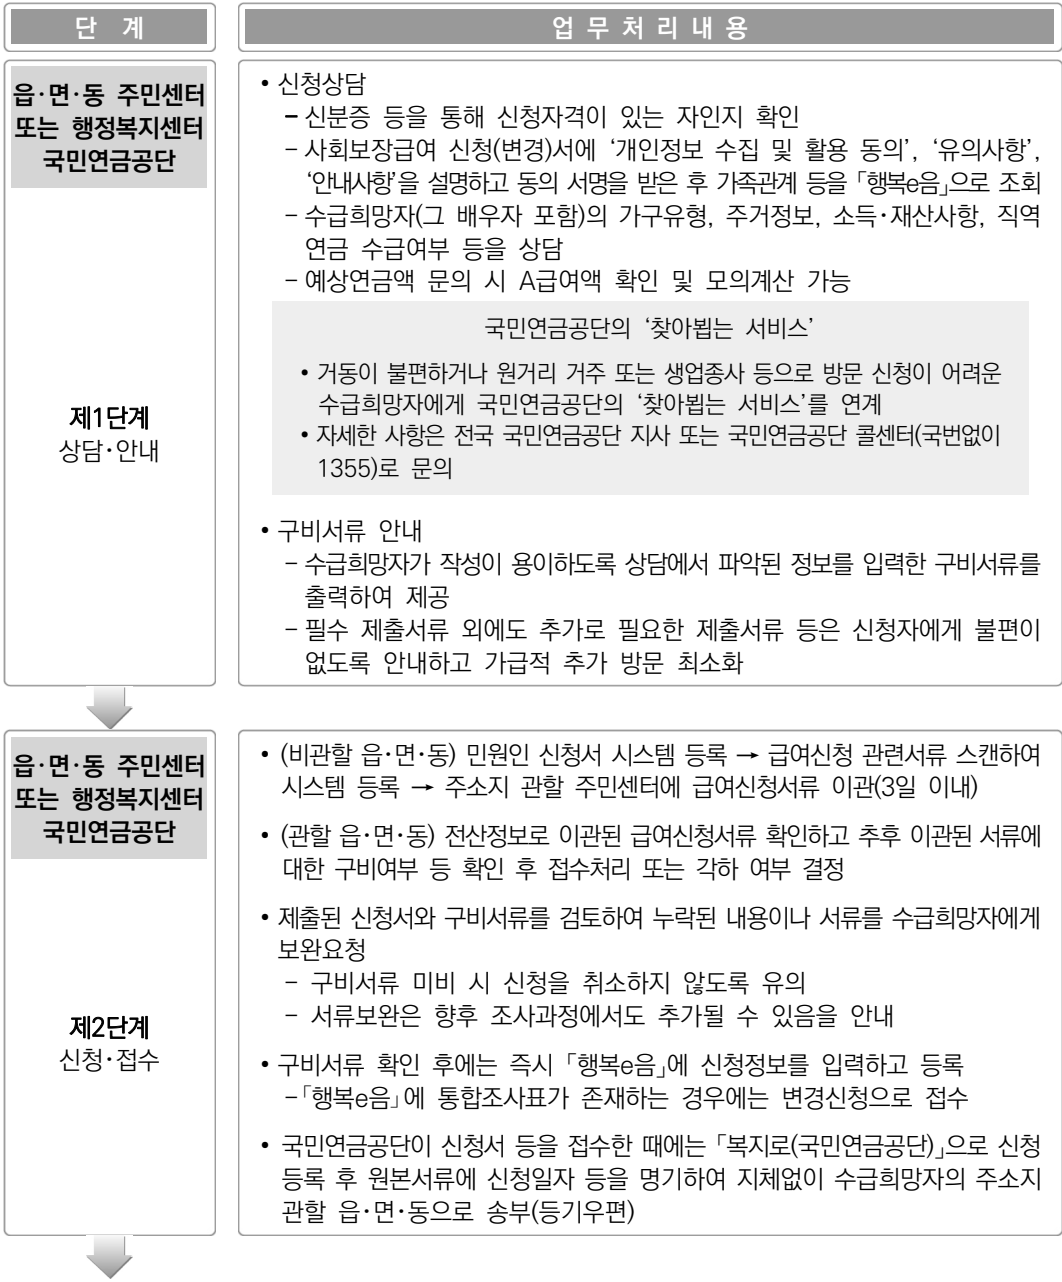 단 계
업 무 처 리 내 용
읍·면·동 주민센터
또는 행정복지센터
국민연금공단
제1단계
상담·안내
• 신청상담
– 신분증 등을 통해 신청자격이 있는 자인지 확인
– 사회보장급여 신청(변경)서에 ‘개인정보 수집 및 활용 동의’, ‘유의사항’,
‘안내사항’을 설명하고 동의 서명을 받은 후 가족관계 등을 「행복e음」으로 조회
– 수급희망자(그 배우자 포함)의 가구유형, 주거정보, 소득·재산사항, 직역
연금 수급여부 등을 상담
– 예상연금액 문의 시 A급여액 확인 및 모의계산 가능
국민연금공단의 ‘찾아뵙는 서비스’
• 거동이 불편하거나 원거리 거주 또는 생업종사 등으로 방문 신청이 어려운
수급희망자에게 국민연금공단의 ‘찾아뵙는 서비스’를 연계
• 자세한 사항은 전국 국민연금공단 지사 또는 국민연금공단 콜센터(국번없이
1355)로 문의
• 구비서류 안내
– 수급희망자가 작성이 용이하도록 상담에서 파악된 정보를 입력한 구비서류를
출력하여 제공
– 필수 제출서류 외에도 추가로 필요한 제출서류 등은 신청자에게 불편이
없도록 안내하고 가급적 추가 방문 최소화
읍·면·동 주민센터
또는 행정복지센터
국민연금공단
제2단계
신청·접수
• (비관할 읍·면·동) 민원인 신청서 시스템 등록 → 급여신청 관련서류 스캔하여
시스템 등록 → 주소지 관할 주민센터에 급여신청서류 이관(3일 이내)
• (관할 읍·면·동) 전산정보로 이관된 급여신청서류 확인하고 추후 이관된 서류에
대한 구비여부 등 확인 후 접수처리 또는 각하 여부 결정
• 제출된 신청서와 구비서류를 검토하여 누락된 내용이나 서류를 수급희망자에게
보완요청
– 구비서류 미비 시 신청을 취소하지 않도록 유의
– 서류보완은 향후 조사과정에서도 추가될 수 있음을 안내
• 구비서류 확인 후에는 즉시 「행복e음」에 신청정보를 입력하고 등록
–「행복e음」에 통합조사표가 존재하는 경우에는 변경신청으로 접수
• 국민연금공단이 신청서 등을 접수한 때에는 「복지로(국민연금공단)」으로 신청
등록 후 원본서류에 신청일자 등을 명기하여 지체없이 수급희망자의 주소지
관할 읍·면·동으로 송부(등기우편)